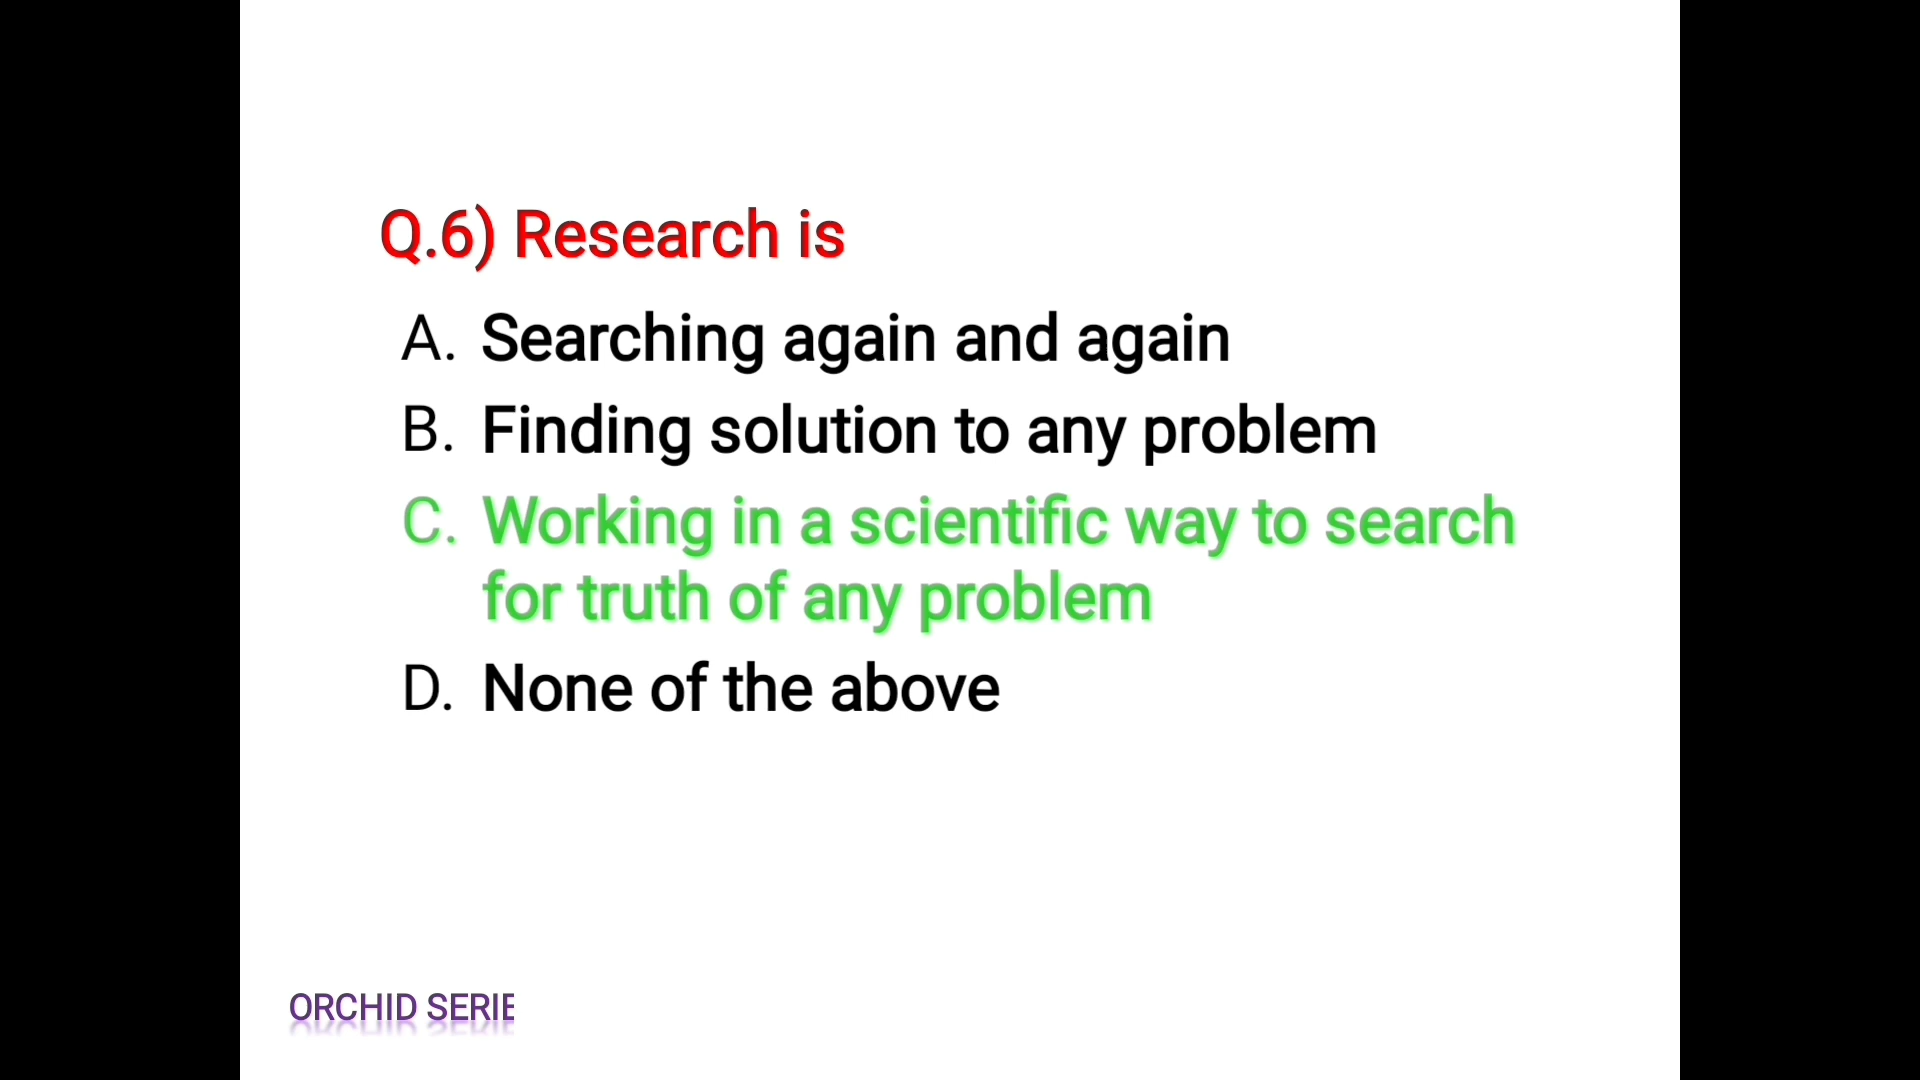 Q.6) Research is
A. Searching again and again
B. Finding solution to any problem
C. Working in a scientific way to search
for truth of any problem
D. None of the above
ORCHID SERIE